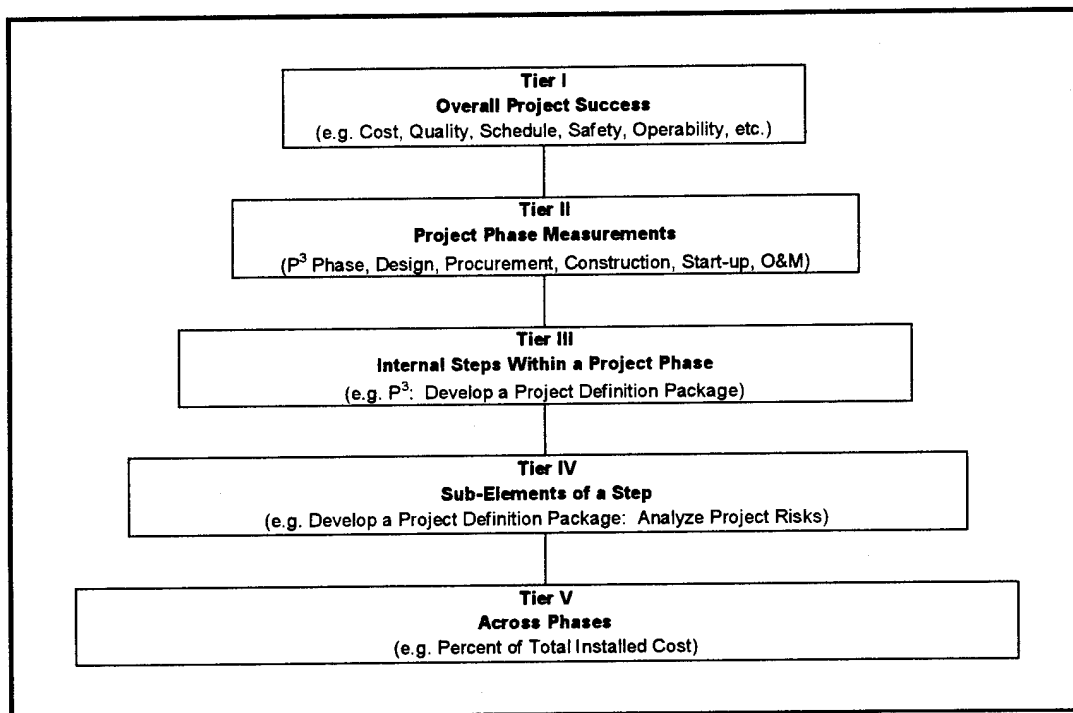 Tier I
Overall Project Success
(e.g. Cost, Quality, Schedule, Safety, Operability, etc.)
Tier II
Project Phase Measurements
(P³ Phase, Design, Procurement, Construction, Start-up, O&M)
Tier III
Internal Steps Within a Project Phase
(e.g. P³: Develop a Project Definition Package)
Tier IV
Sub-Elements of a Step
(e.g. Develop a Project Definition Package: Analyze Project Risks)
Tier V
Across Phases
(e.g. Percent of Total Installed Cost)